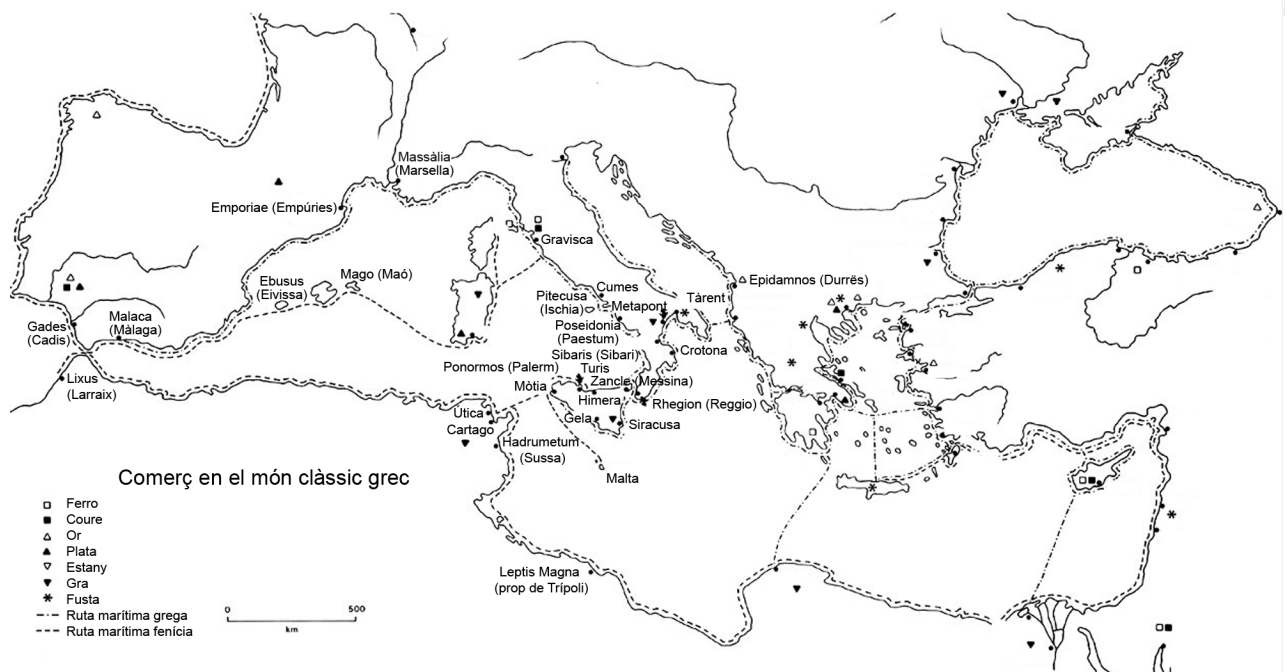 Massàlia
(Marsella)
Emporiae (Empúries)
Gravisca
Mago (Maó)
Ebusus
(Eivissa)
Epidamnos (Durrës)
Cumes
Pitecusa
(Ischia)
Metapont
Tàrent
Malaca
(Màlaga)
Gades
(Cadis)
Poseidonia
(Paestum)
Crotona
Sibaris (Sibari)
Ponormos (Palerm)
Turis
Lixus
(Larraix)
Mòtia
Zancle (Messina)
Himera
Rhegion (Reggio)
Útica
Gela
Siracusa
Cartago
Hadrumetum
(Sussa)
Malta
Comerç en el món clàssic grec
Ferro
Coure
Or
Plata
Estany
Gra
Fusta
Ruta marítima grega
Ruta marítima fenícia
0 500
km
Leptis Magna
(prop de Trípoli)